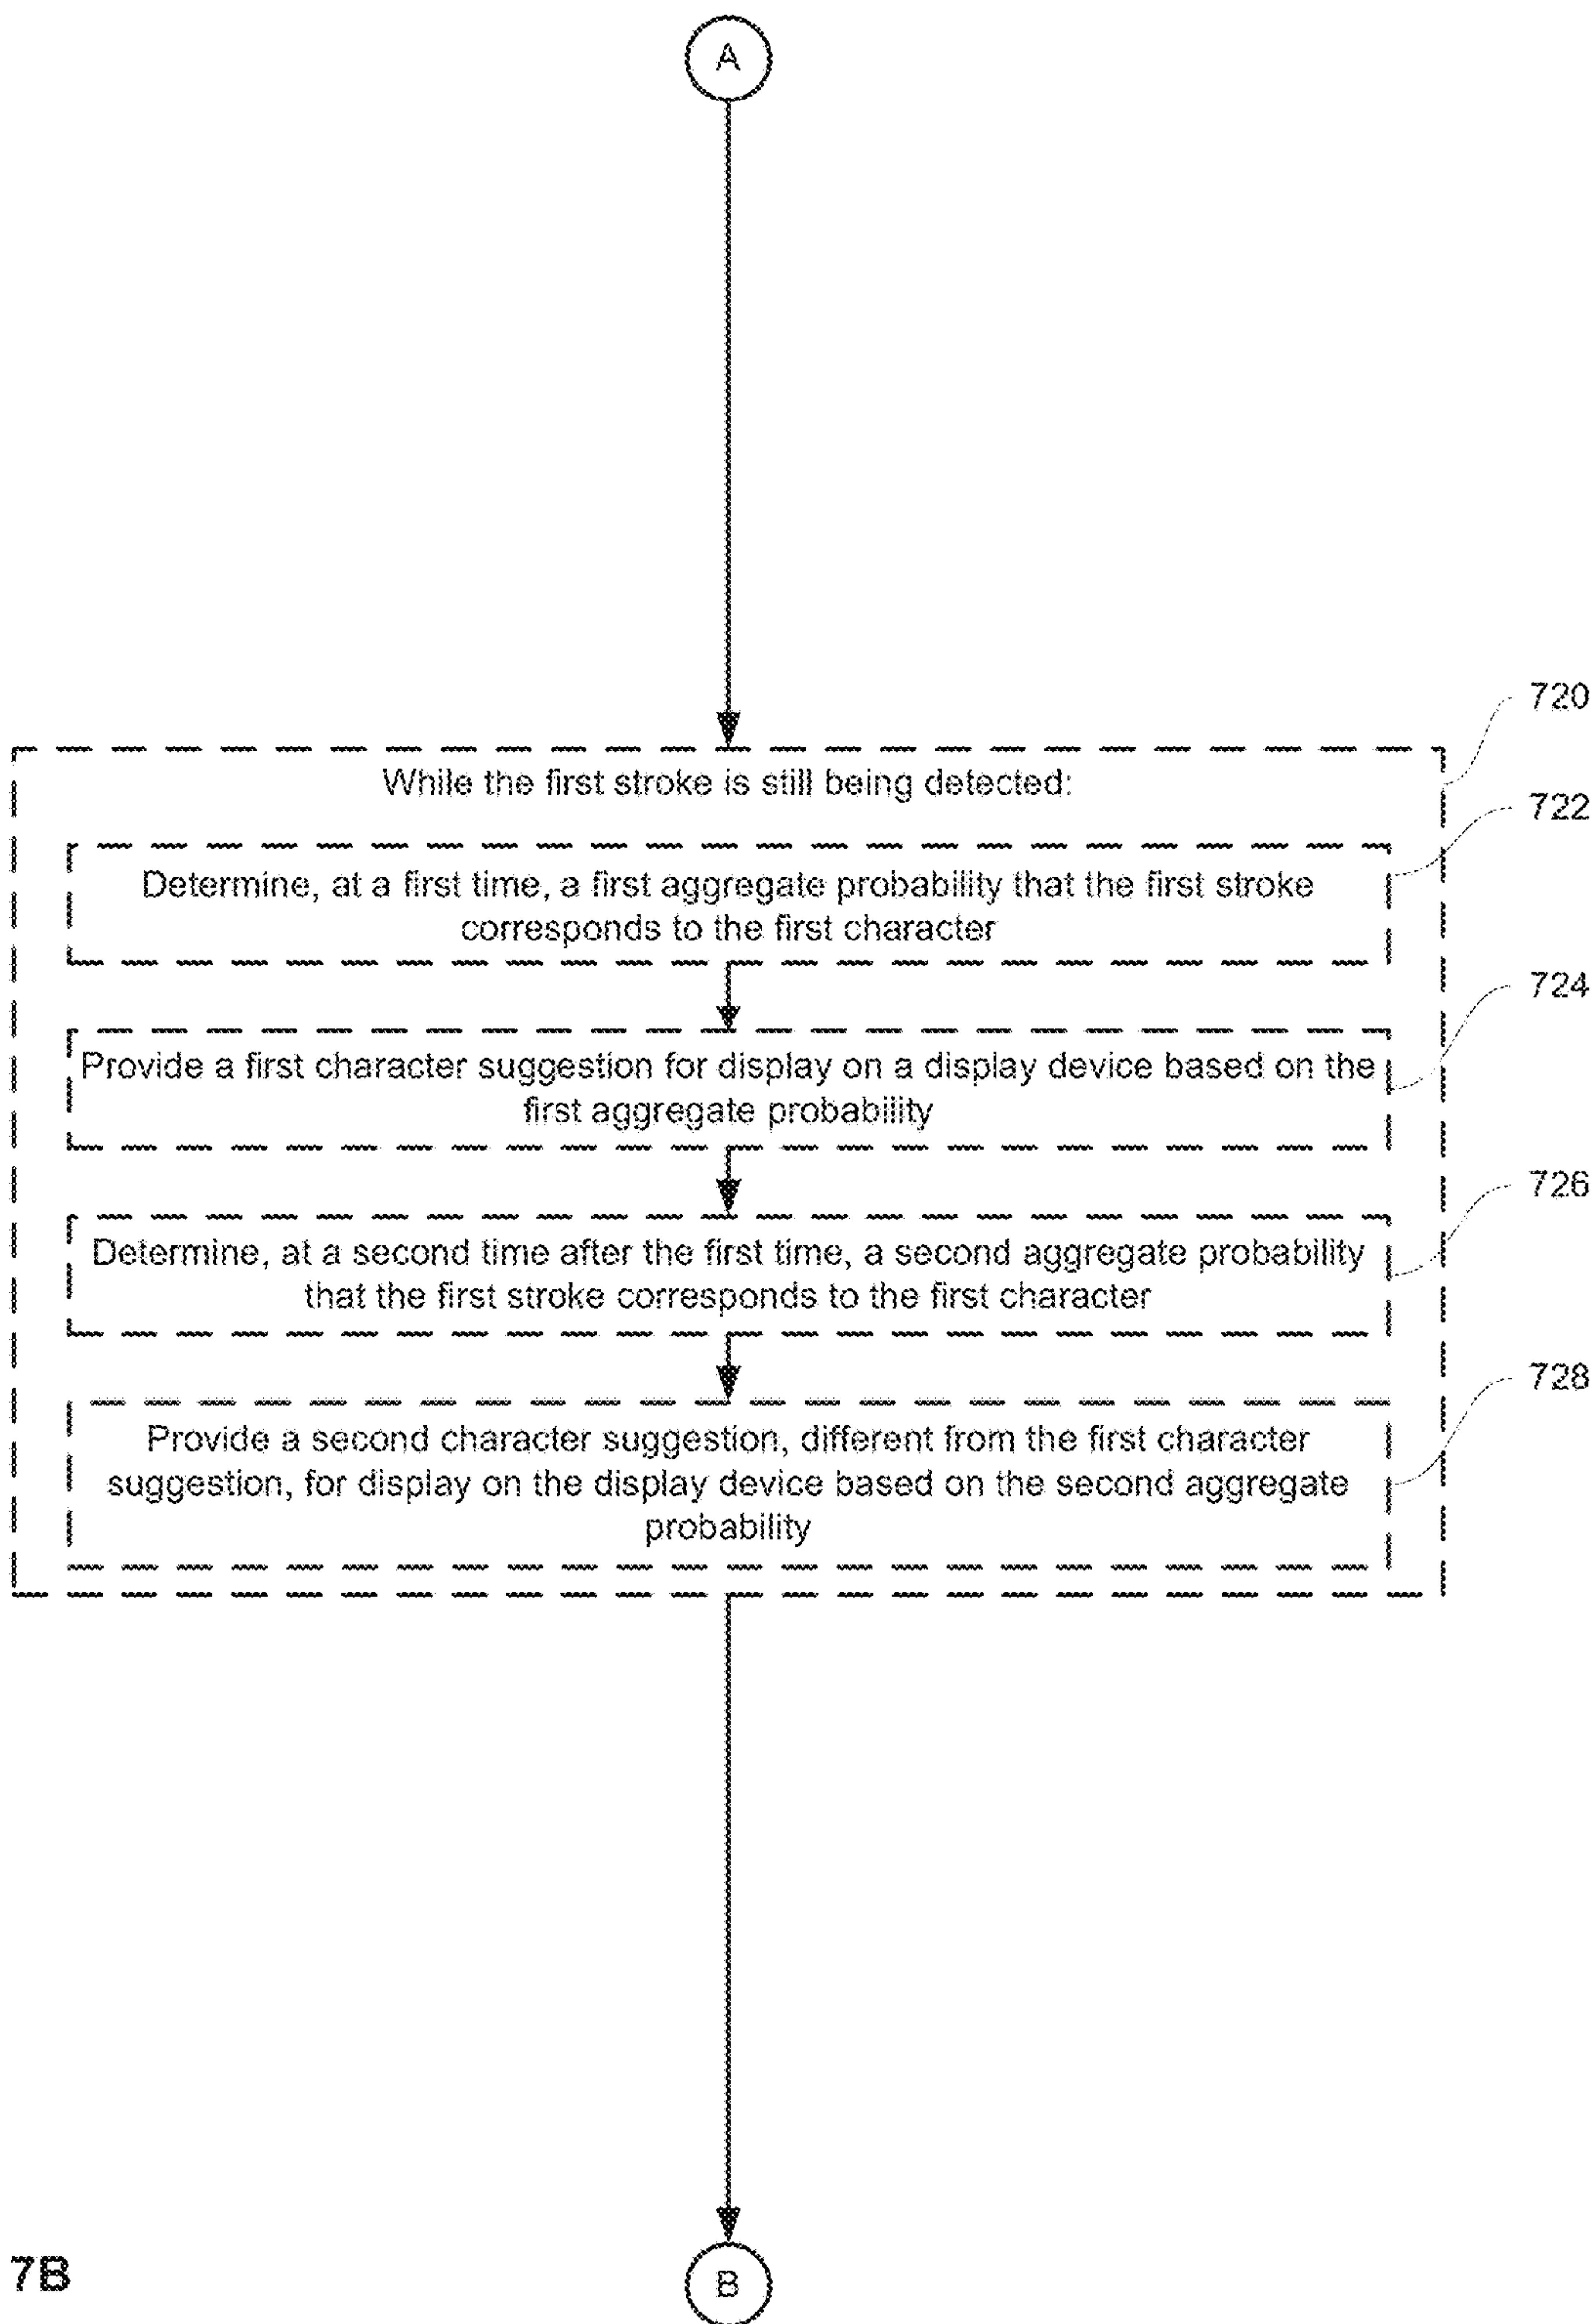 A
720
While the first stroke is still being detected:
722
Determine, at a first time, a first aggregate probability that the first stroke
corresponds to the first character
724
Provide a first character suggestion for display on a display device based on the
first aggregate probability
726
Determine, at a second time after the first time, a second aggregate probability
that the first stroke corresponds to the first character
728
Provide a second character suggestion, different from the first character
suggestion, for display on the display device based on the second aggregate
probability
7B
B